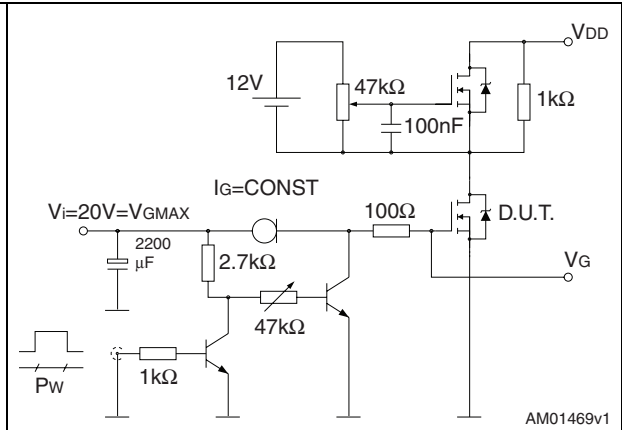 VDD
12V
47kΩ
1kΩ
100nF
IG=CONST
Vi=20V=VGMAX
100Ω
D.U.T.
2200
μF
2.7kΩ
VG
47kΩ
1kΩ
PW
AM01469v1